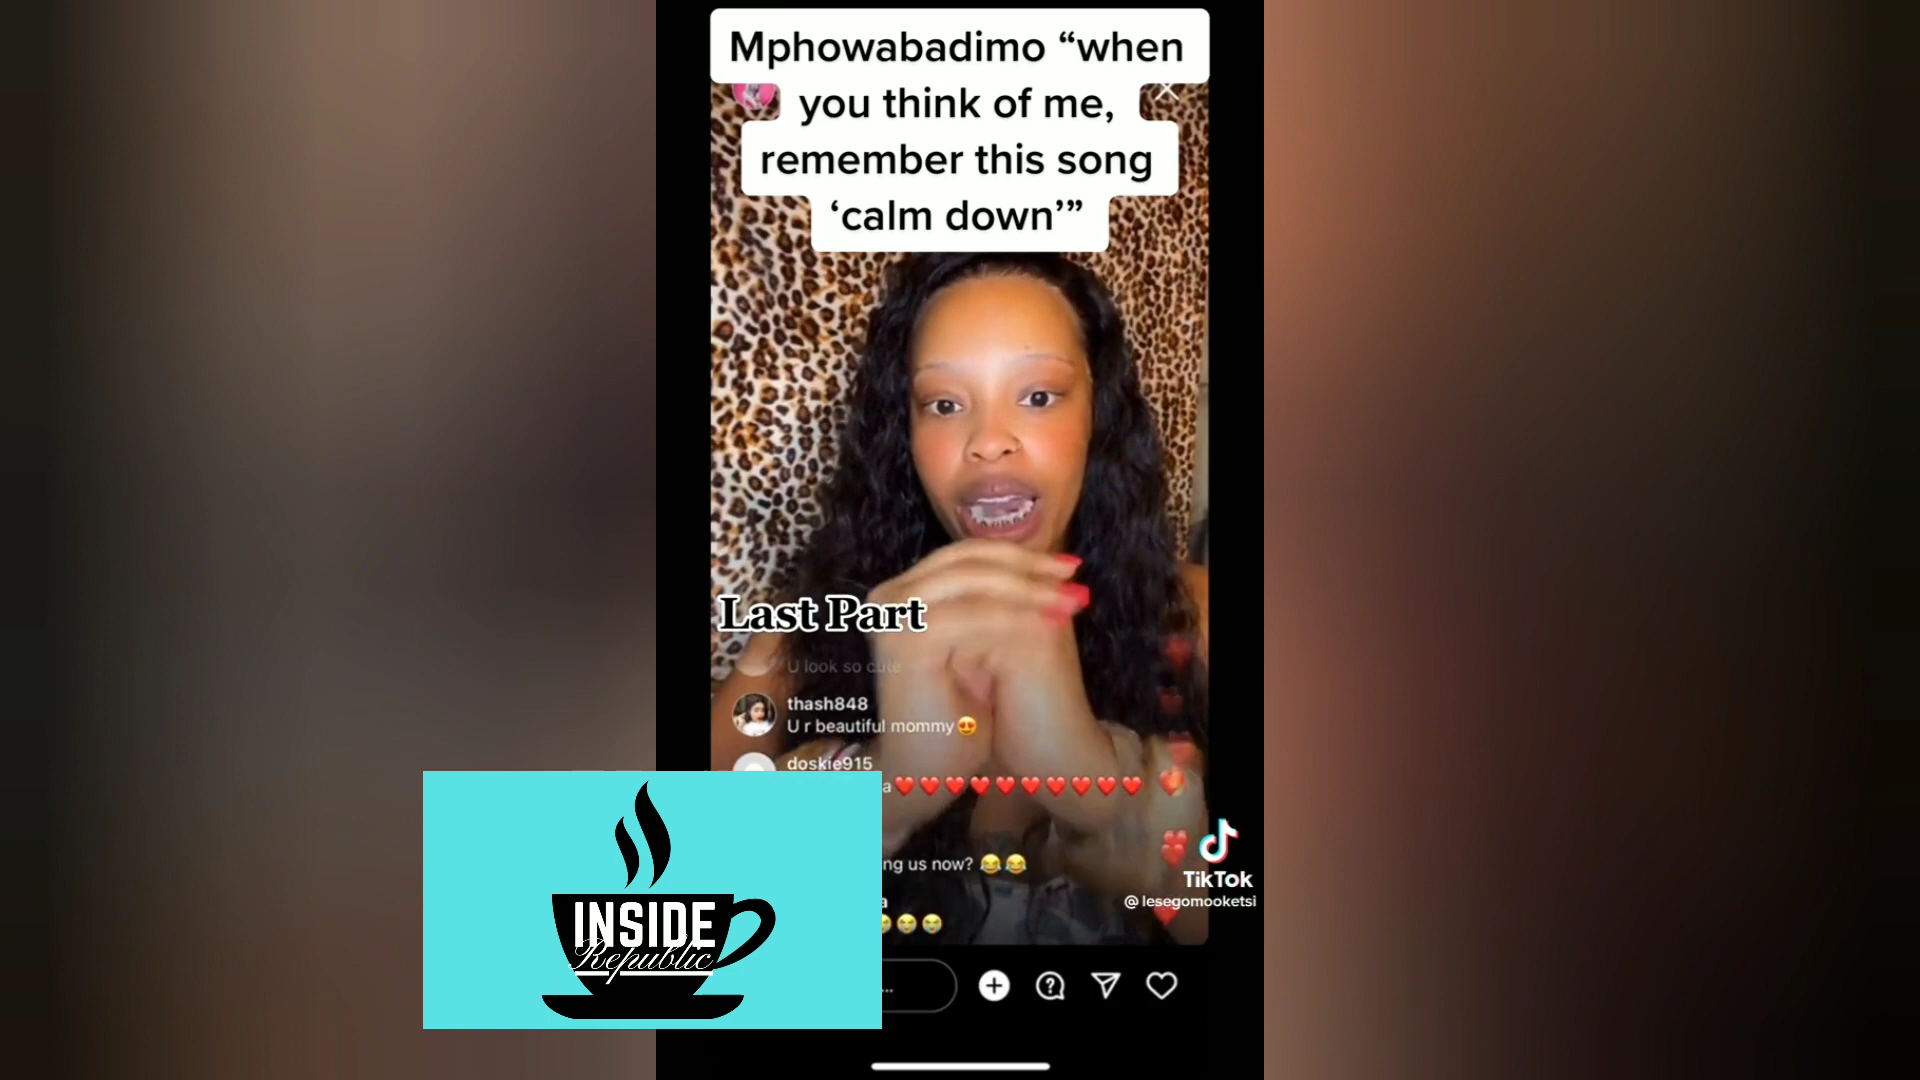 Mphowabadimo “when
you think of me,
remember this song
‘calm down’”
Last Part
U look so cute
thash848
U r beautiful mommy😍
doskie915
a❤️❤️❤️❤️❤️❤️❤️❤️❤️❤️
ng us now? 😂😂
a
😭😭😭
...
TikTok
@lesegomooketsi
INSIDE
Republic